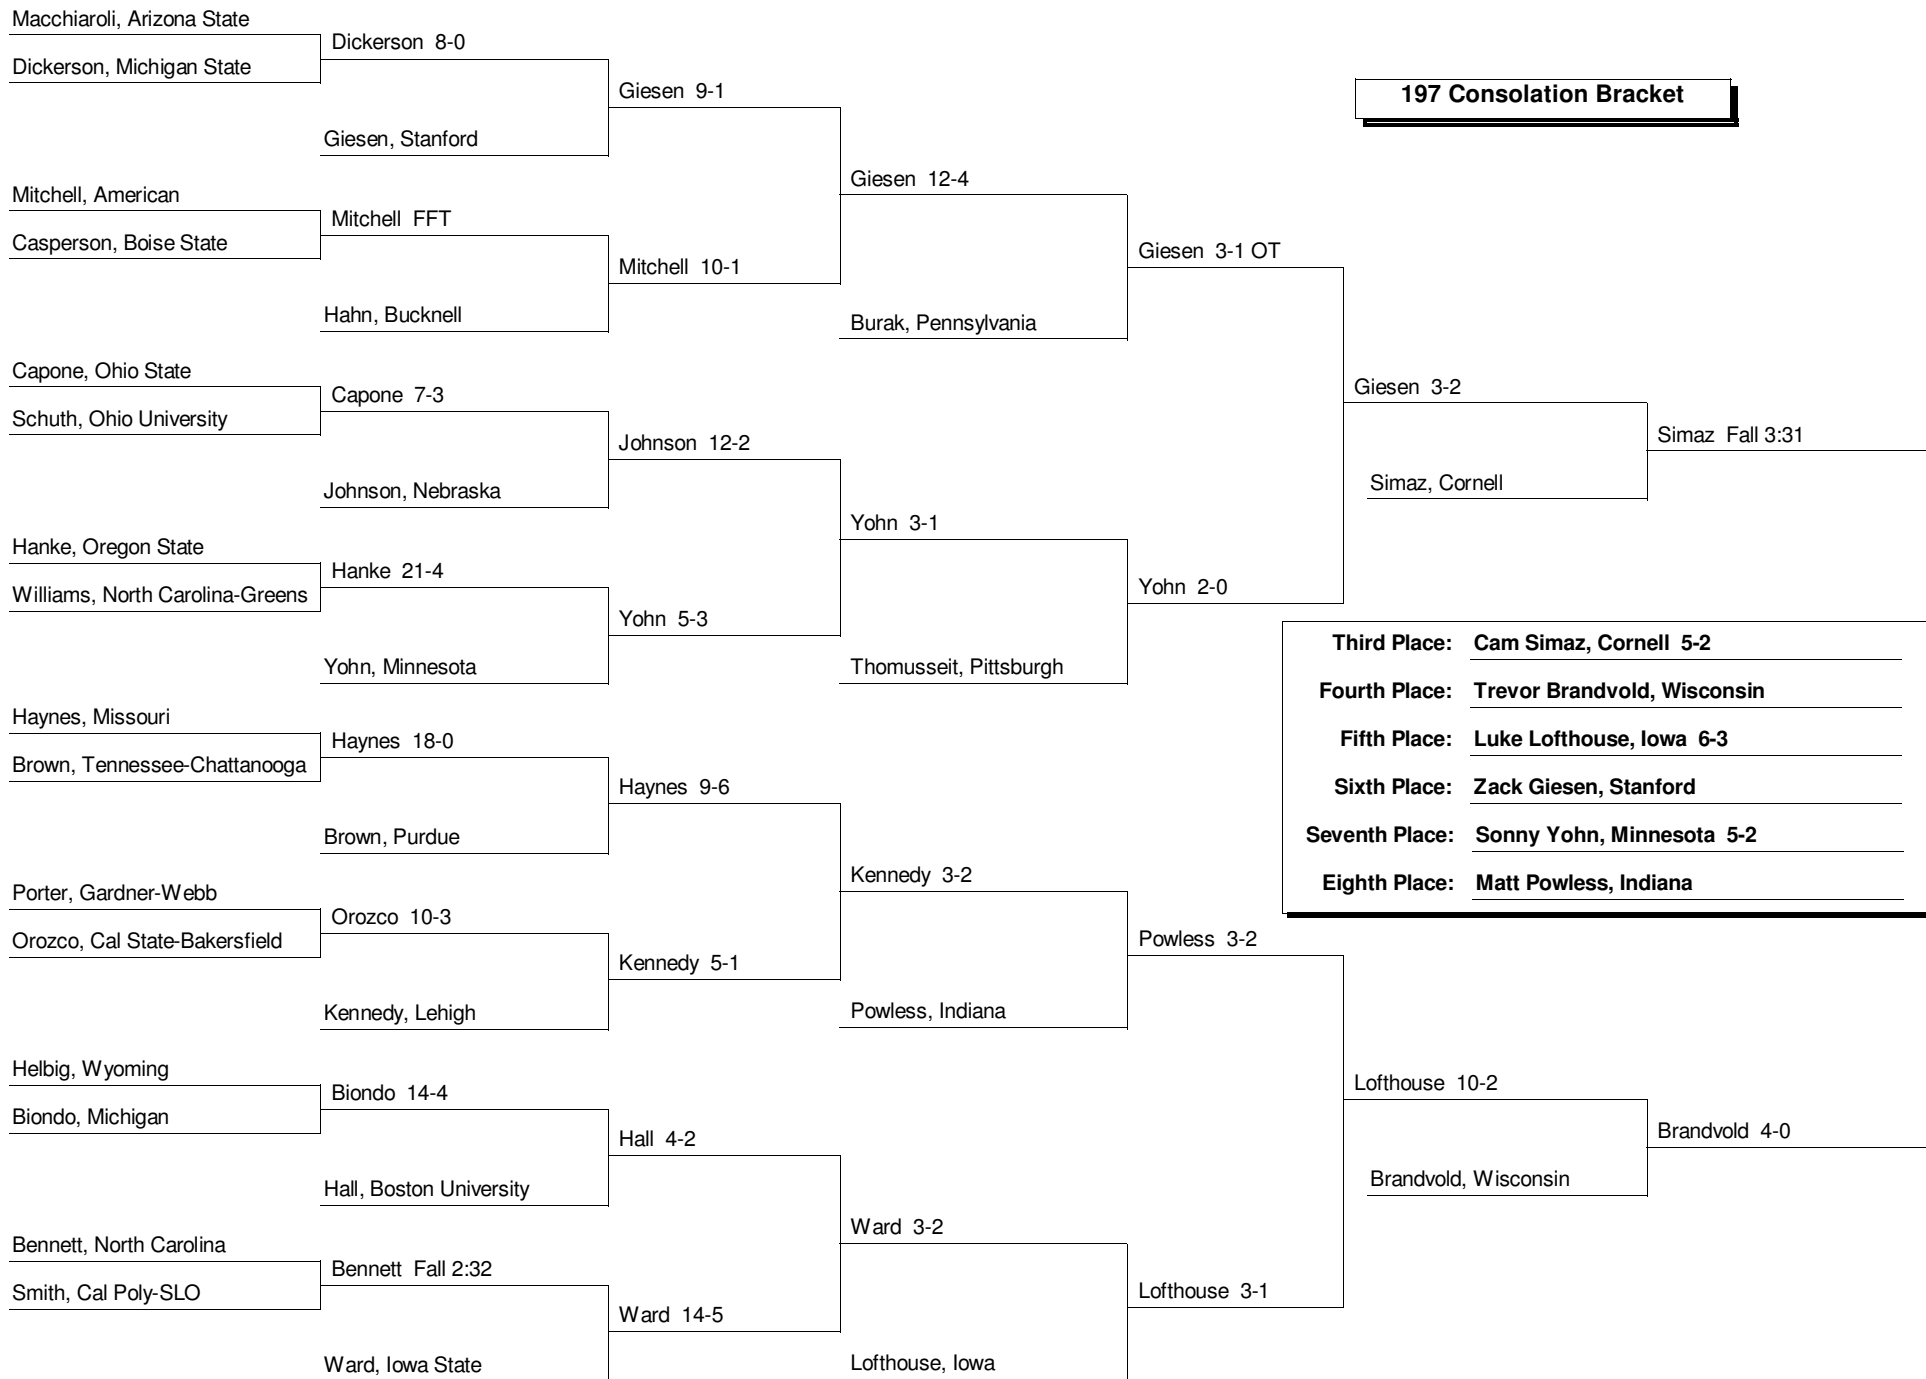 Macchiaroli, Arizona State
Dickerson, Michigan State
Mitchell, American
Casperson, Boise State
Capone, Ohio State
Schuth, Ohio University
Hanke, Oregon State
Williams, North Carolina-Greens
Haynes, Missouri
Brown, Tennessee-Chattanooga
Porter, Gardner-Webb
Orozco, Cal State-Bakersfield
Helbig, Wyoming
Biondo, Michigan
Bennett, North Carolina
Smith, Cal Poly-SLO
Dickerson 8-0
Giesen, Stanford
Mitchell FFT
Hahn, Bucknell
Capone 7-3
Johnson, Nebraska
Hanke 21-4
Yohn, Minnesota
Haynes 18-0
Brown, Purdue
Orozco 10-3
Kennedy, Lehigh
Biondo 14-4
Hall, Boston University
Bennett Fall 2:32
Ward, Iowa State
Giesen 9-1
Mitchell 10-1
Johnson 12-2
Yohn 5-3
Haynes 9-6
Kennedy 5-1
Hall 4-2
Ward 14-5
Giesen 12-4
Burak, Pennsylvania
Yohn 3-1
Thomusseit, Pittsburgh
Kennedy 3-2
Powless, Indiana
Ward 3-2
Lofthouse, Iowa
Giesen 3-1 OT
Yohn 2-0
Powless 3-2
Lofthouse 3-1
197 Consolation Bracket
Giesen 3-2
Simaz, Cornell
Simaz Fall 3:31
Third Place: Cam Simaz, Cornell 5-2
Fourth Place: Trevor Brandvold, Wisconsin
Fifth Place: Luke Lofthouse, Iowa 6-3
Sixth Place: Zack Giesen, Stanford
Seventh Place: Sonny Yohn, Minnesota 5-2
Eighth Place: Matt Powless, Indiana
Lofthouse 10-2
Brandvold, Wisconsin
Brandvold 4-0